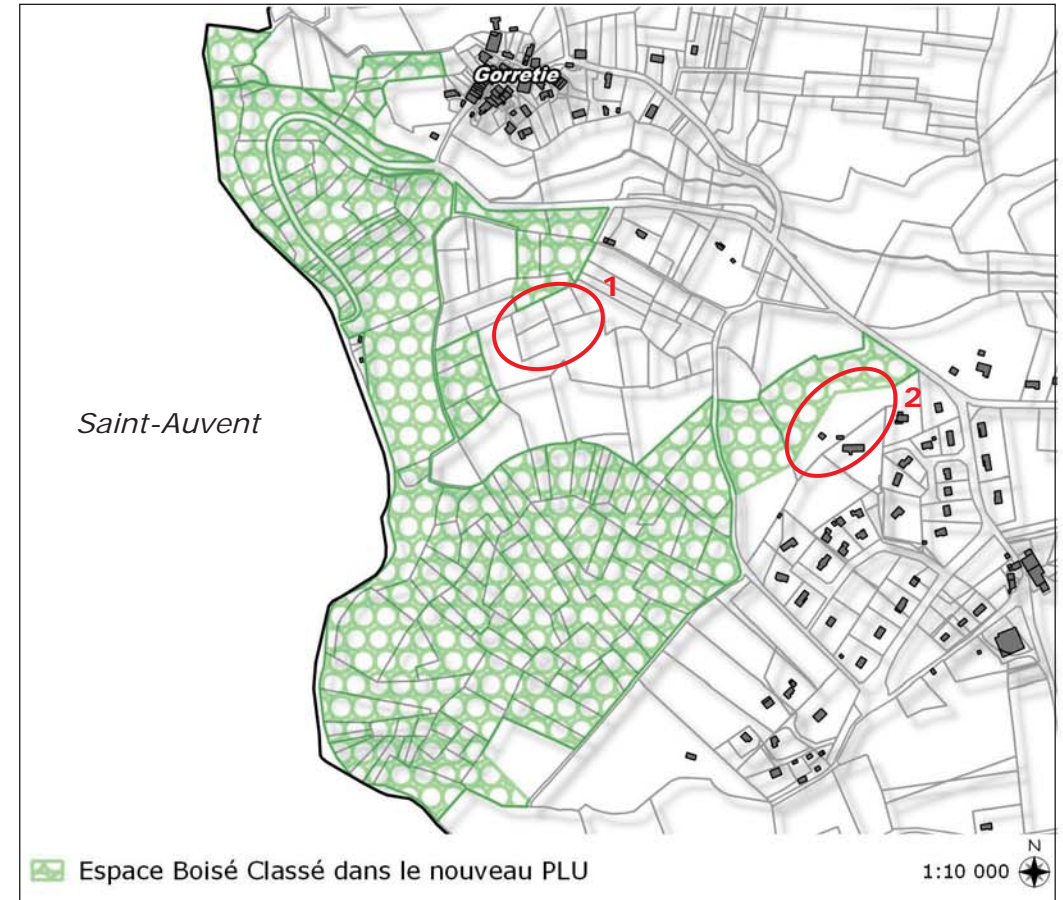 Gorretie
1
2
Saint-Auvent
Espace Boisé Classé dans le nouveau PLU
N
1:10 000